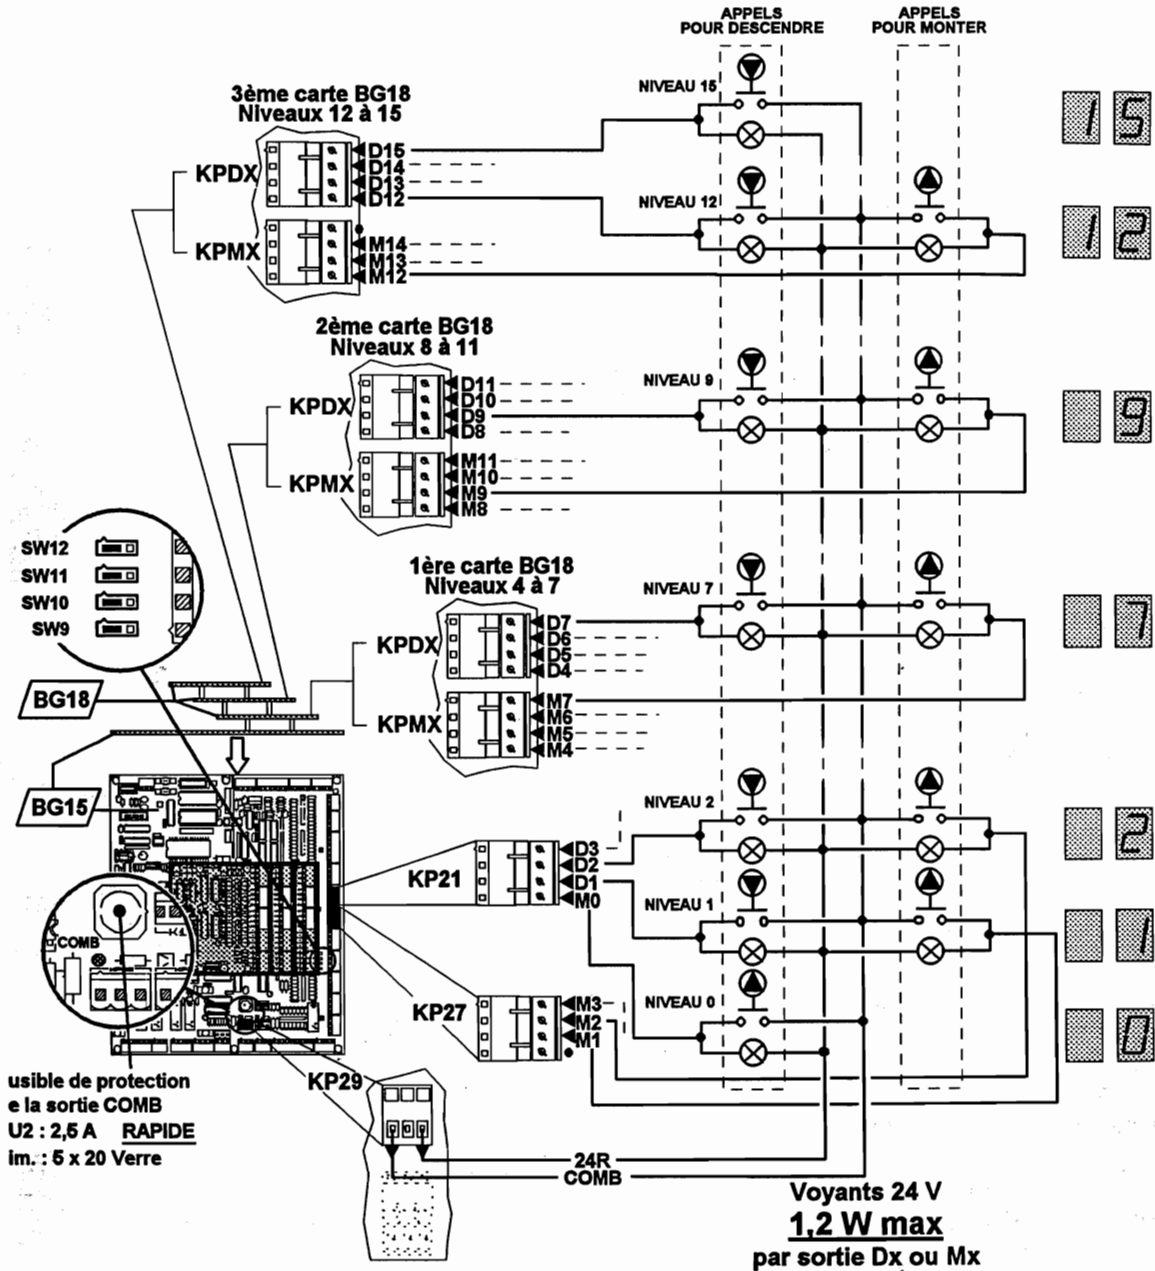 APPELS
POUR DESCENDRE
APPELS
POUR MONTER
3ème carte BG18
Niveaux 12 à 15
KPDX
D15
D14
D13
D12
KPMX
M14
M13
M12
NIVEAU 15
15
NIVEAU 12
12
2ème carte BG18
Niveaux 8 à 11
KPDX
D11
D10
D9
D8
KPMX
M11
M10
M9
M8
NIVEAU 9
9
SW12
SW11
SW10
SW9
1ère carte BG18
Niveaux 4 à 7
KPDX
D7
D6
D5
D4
KPMX
M7
M6
M5
M4
NIVEAU 7
7
BG18
BG15
KP21
D3
D2
D1
M0
NIVEAU 2
2
NIVEAU 1
1
COMB
KP27
M3
M2
M1
NIVEAU 0
0
KP29
usible de protection
e la sortie COMB
U2 : 2,5 A RAPIDE
im. : 5 x 20 Verre
24R
COMB
Voyants 24 V
1,2 W max
par sortie Dx ou Mx